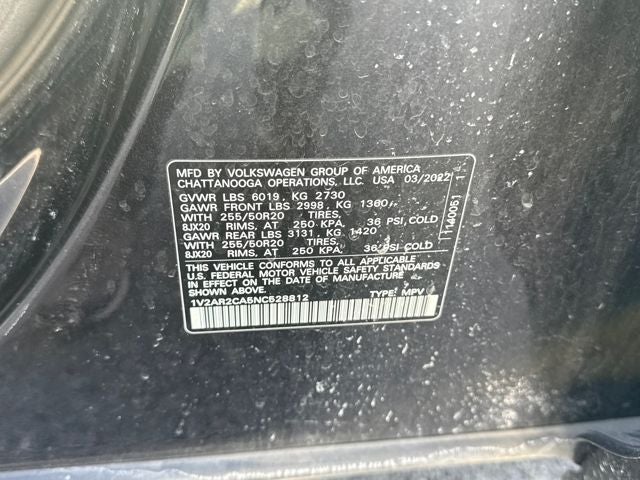 MFD BY VOLKSWAGEN GROUP OF AMERICA
CHATTANOOGA OPERATIONS, LLC. USA 03/2022
GVWR LBS 6019, KG 2730
GAWR FRONT LBS 2998, KG 1360
WITH 255/50R20 TIRES,
8JX20 RIMS, AT 250 KPA, 36 PSI COLD
GAWR REAR LBS 3131, KG 1420
WITH 255/50R20 TIRES,
8JX20 RIMS, AT 250 KPA, 36 PSI COLD
THIS VEHICLE CONFORMS TO ALL APPLICABLE
U.S. FEDERAL MOTOR VEHICLE SAFETY STANDARDS
IN EFFECT ON THE DATE OF MANUFACTURE
SHOWN ABOVE.
1V2AR2CA5NC528812 TYPE: MPV